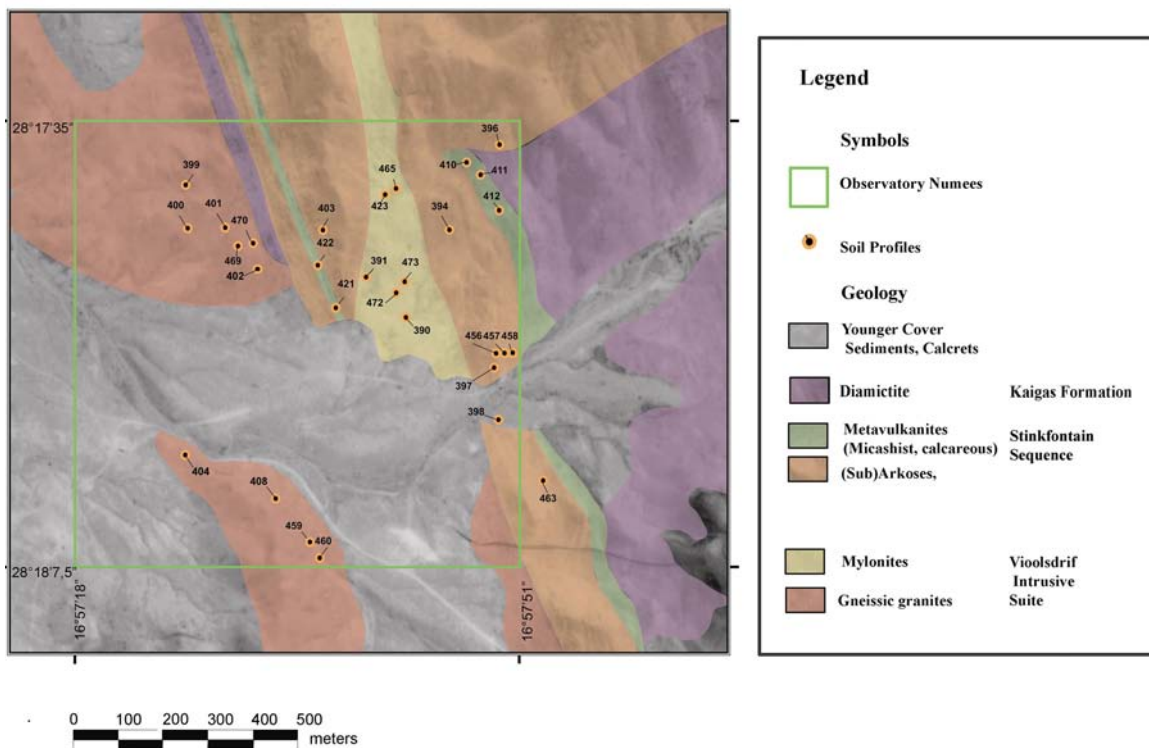 28°17'35"
396
410
411
399
465
412
423
400
401
470
403
394
469
422
402
391
473
421
472
390
456 457 458
397
398
404
408
463
459
460
28°18'7,5"
16°57'18"
16°57'51"
0 100 200 300 400 500
meters
Legend
Symbols
Observatory Numees
Soil Profiles
Geology
Younger Cover
Sediments, Calcrets
Diamictite Kaigas Formation
Metavulkanites
(Micashist, calcareous) Stinkfontain
Sequence
(Sub)Arkoses,
Mylonites Vioolsdrif
Intrusive
Gneissic granites Suite